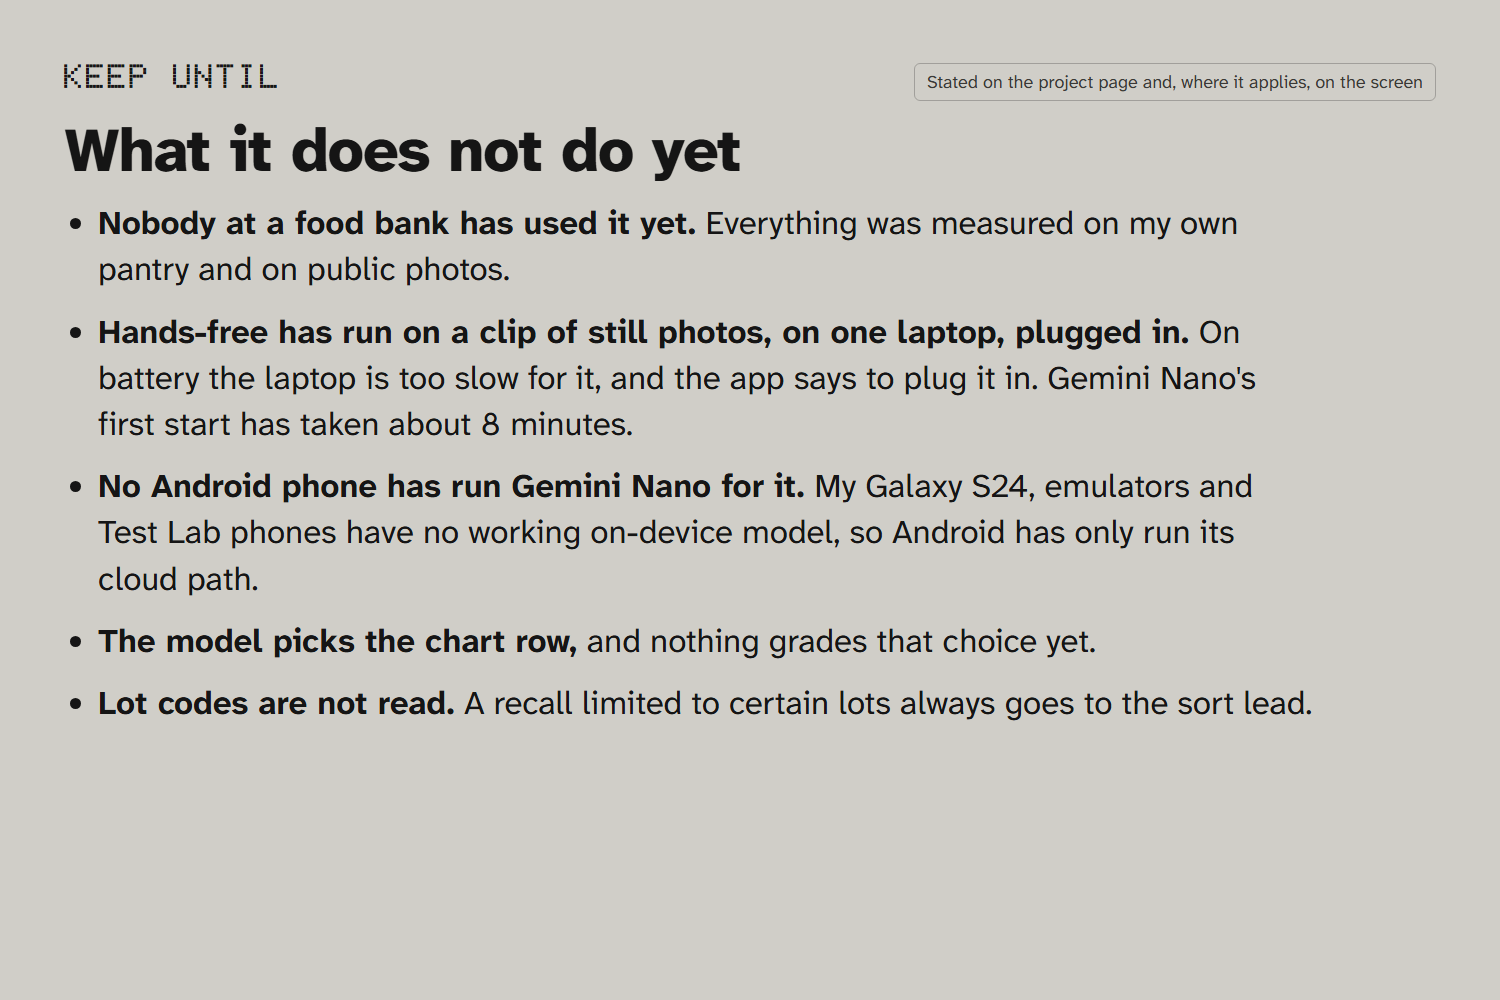 KEEP UNTIL
Stated on the project page and, where it applies, on the screen
What it does not do yet
• Nobody at a food bank has used it yet. Everything was measured on my own
pantry and on public photos.
• Hands-free has run on a clip of still photos, on one laptop, plugged in. On
battery the laptop is too slow for it, and the app says to plug it in. Gemini Nano's
first start has taken about 8 minutes.
• No Android phone has run Gemini Nano for it. My Galaxy S24, emulators and
Test Lab phones have no working on-device model, so Android has only run its
cloud path.
• The model picks the chart row, and nothing grades that choice yet.
• Lot codes are not read. A recall limited to certain lots always goes to the sort lead.